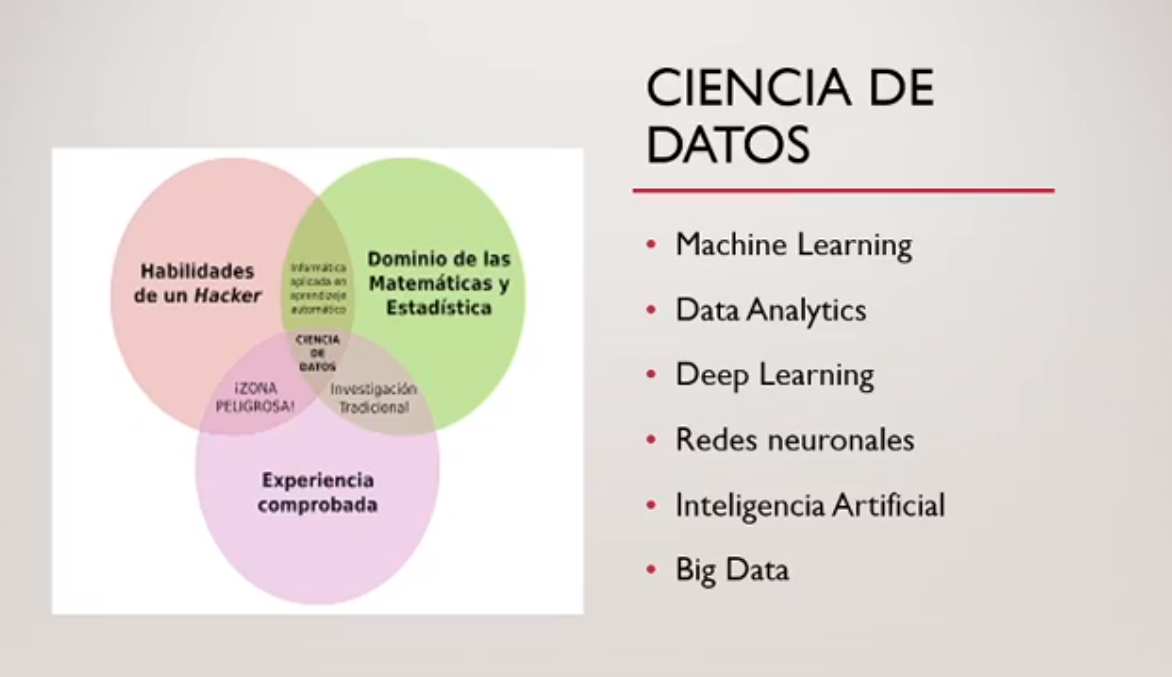 CIENCIA DE
DATOS
Habilidades
de un Hacker
Informática
aplicada en
aprendizaje
automático
Dominio de las
Matemáticas y
Estadística
CIENCIA
DE
DATOS
¡ZONA
PELIGROSA!
Investigación
Tradicional
Experiencia
comprobada
• Machine Learning
• Data Analytics
• Deep Learning
• Redes neuronales
• Inteligencia Artificial
• Big Data